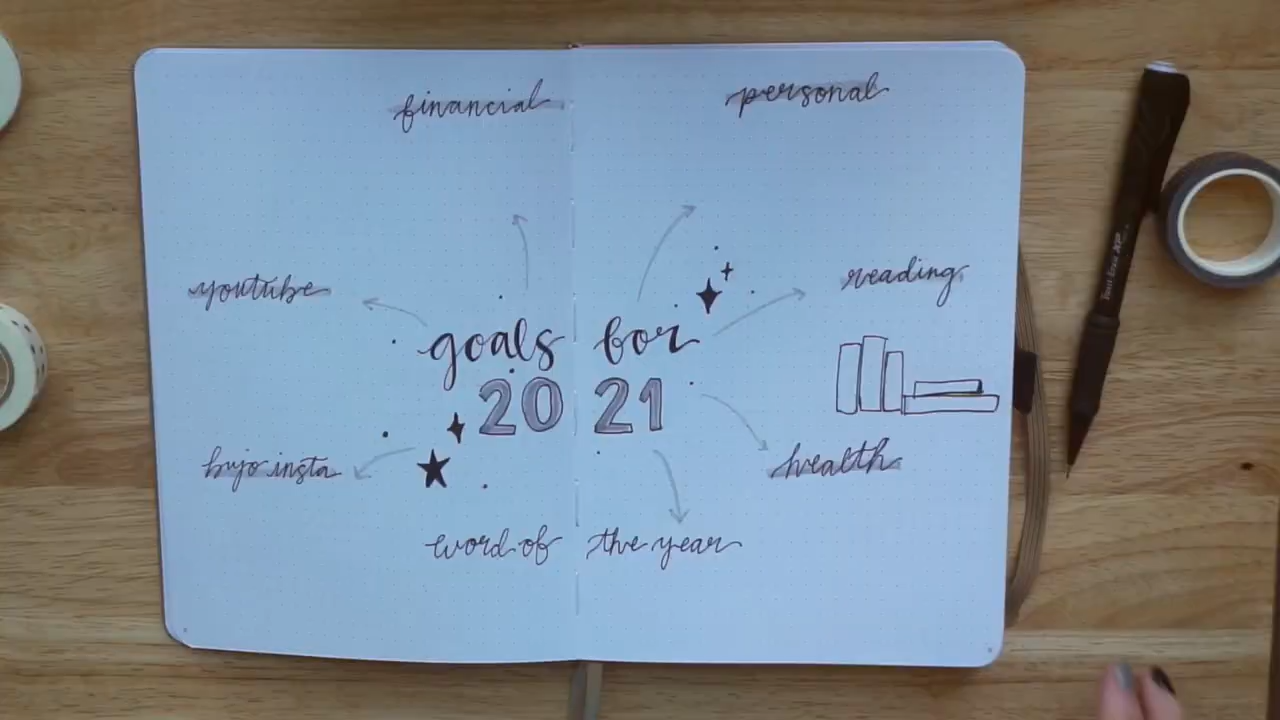 financial
personal
youtube
reading
goals for
2021
bujo insta
health
word of the year